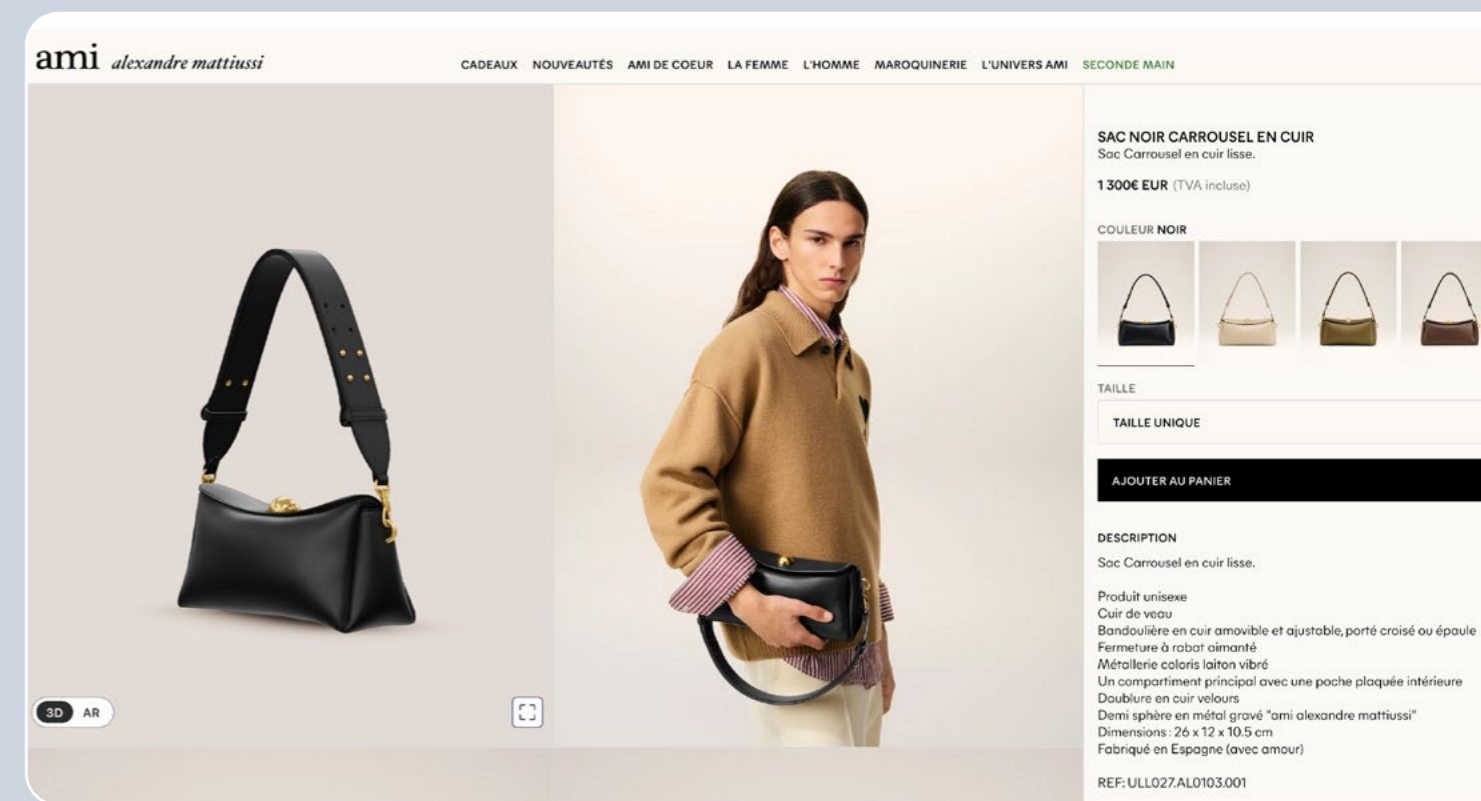 ami alexandre mattiussi
CADEAUX NOUVEAUTÉS AMI DE COEUR LA FEMME L'HOMME MAROQUINERIE L'UNIVERS AMI SECONDE MAIN
SAC NOIR CARROUSEL EN CUIR
Sac Carrousel en cuir lisse.
1 300€ EUR (TVA incluse)
COULEUR NOIR
TAILLE
TAILLE UNIQUE
AJOUTER AU PANIER
DESCRIPTION
Sac Carrousel en cuir lisse.
Produit unisexe
Cuir de veau
Bandoulière en cuir amovible et ajustable, porté croisé ou épaule
Fermeture à rabat aimanté
Métallerie coloris laiton vibré
Un compartiment principal avec une poche plaquée intérieure
Doublure en cuir velours
Demi sphère en métal gravé "ami alexandre mattiussi"
Dimensions : 26 x 12 x 10.5 cm
Fabriqué en Espagne (avec amour)
REF: ULL027.AL0103.001
3D AR